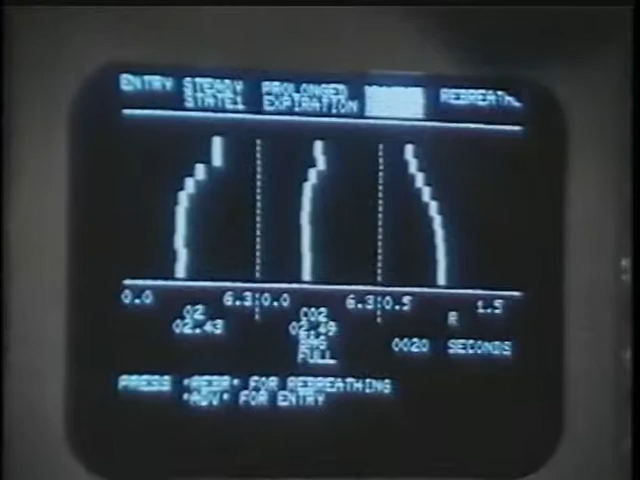 ENTRY STEADY PROLONGED REBREATH
STATE1 EXPIRATION
0.0 6.3 0.0 6.3 0.5 1.5
O2 CO2 R
02.43 02.49
BAG 0020 SECONDS
FULL
PRESS "REBR" FOR REBREATHING
"ADV" FOR ENTRY